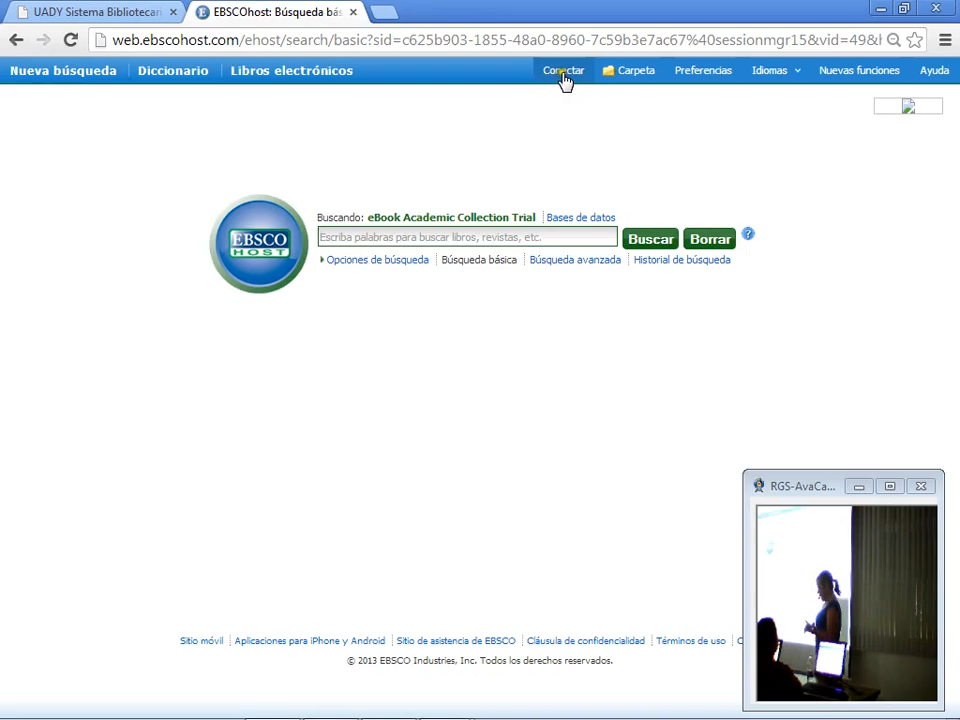 UADY Sistema Bibliotecari
EBSCOhost: Búsqueda bás
web.ebscohost.com/ehost/search/basic?sid=c625b903-1855-48a0-8960-7c59b3e7ac67%40sessionmgr15&vid=49&
Nueva búsqueda Diccionario Libros electrónicos Conectar Carpeta Preferencias Idiomas Nuevas funciones Ayuda
Buscando: eBook Academic Collection Trial Bases de datos
EBSCO
HOST
Escriba palabras para buscar libros, revistas, etc. Buscar Borrar ?
Opciones de búsqueda Búsqueda básica Búsqueda avanzada Historial de búsqueda
RGS-AvaCa...
Sitio móvil Aplicaciones para iPhone y Android Sitio de asistencia de EBSCO Cláusula de confidencialidad Términos de uso
© 2013 EBSCO Industries, Inc. Todos los derechos reservados.